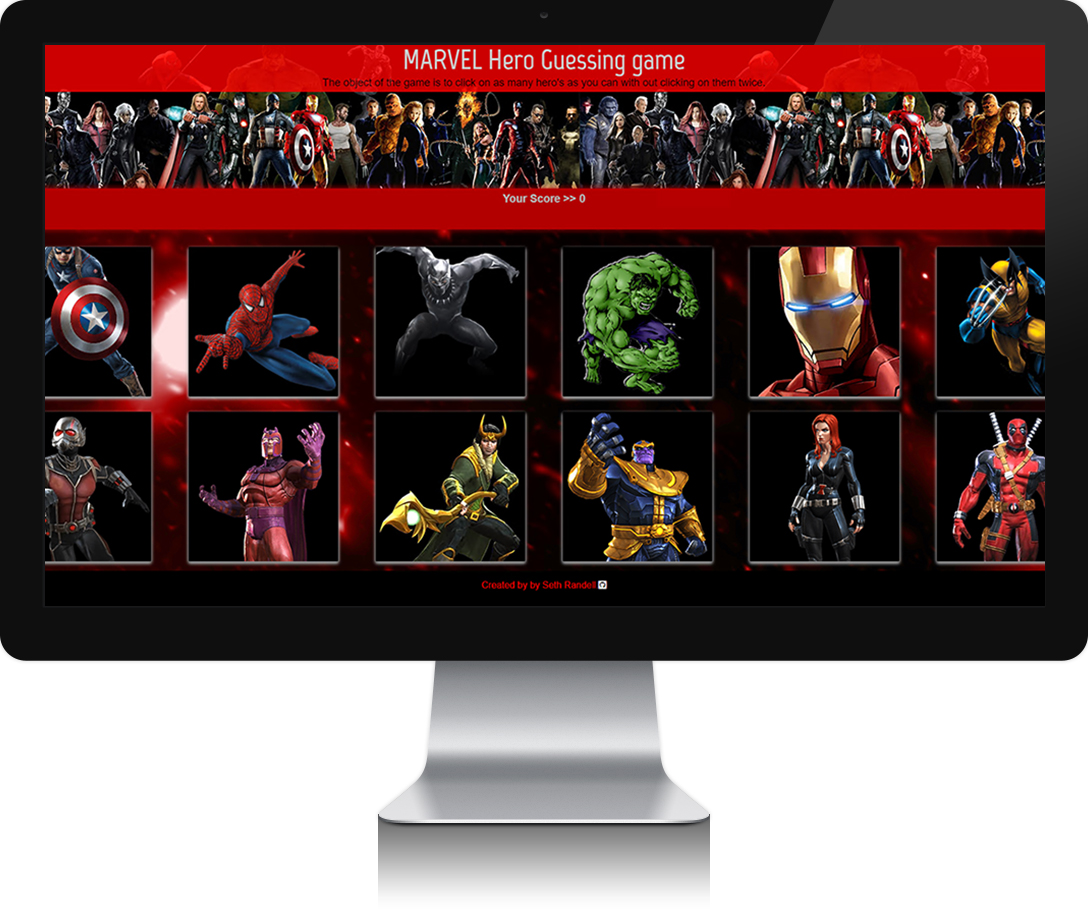 MARVEL Hero Guessing game
The object of the game is to click on as many hero's as you can with out clicking on them twice.
Your Score >> 0
Created by by Seth Randell